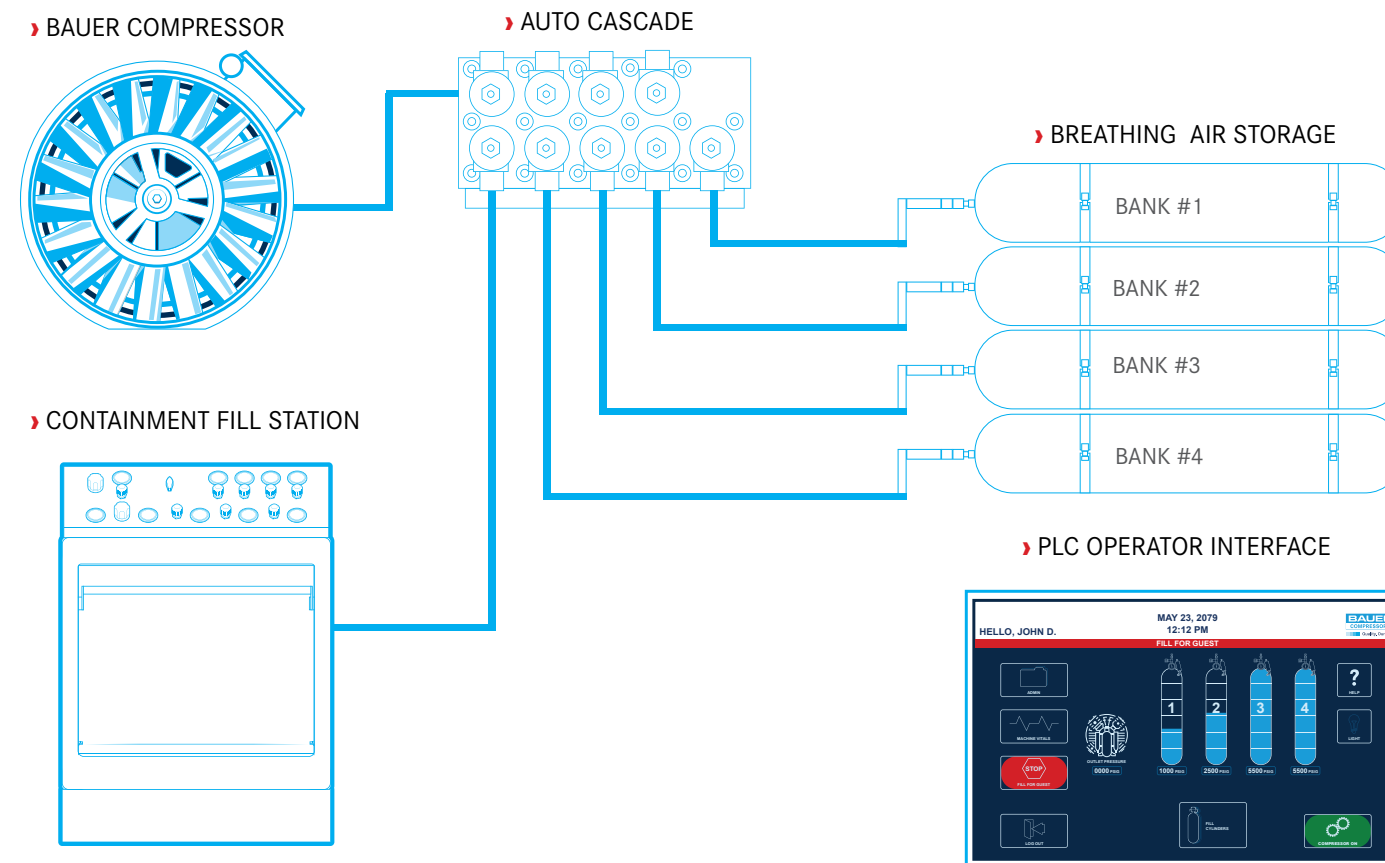 BAUER COMPRESSOR
AUTO CASCADE
BREATHING AIR STORAGE
BANK #1
BANK #2
BANK #3
BANK #4
CONTAINMENT FILL STATION
PLC OPERATOR INTERFACE
HELLO, JOHN D.
MAY 23, 2079
12:12 PM
BAUE
COMPRESSOR
FILL FOR GUEST
ADMIN
MACHINE VITALS
STOP
FILL FOR GUEST
LOG OUT
OUTLET PRESSURE
0000 PSIG
1
2
3
4
1000 PSIG
2500 PSIG
5500 PSIG
5500 PSIG
FILL
CYLINDERS
?
HELP
LIGHT
COMPRESSOR ON